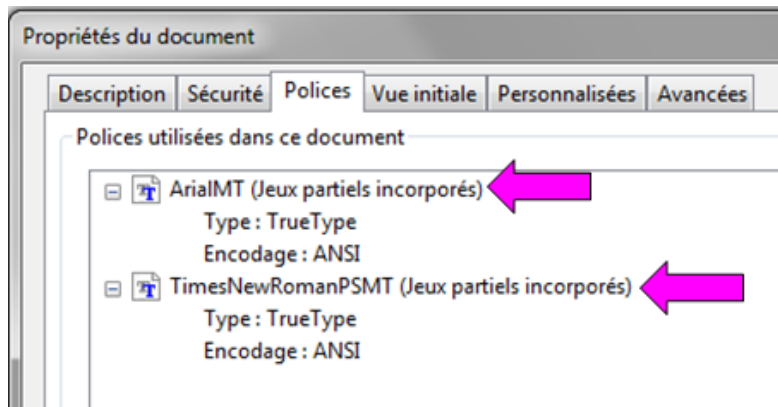 Propriétés du document
Description Sécurité Polices Vue initiale Personnalisées Avancées
Polices utilisées dans ce document
ArialMT (Jeux partiels incorporés)
Type : TrueType
Encodage : ANSI
TimesNewRomanPSMT (Jeux partiels incorporés)
Type : TrueType
Encodage : ANSI